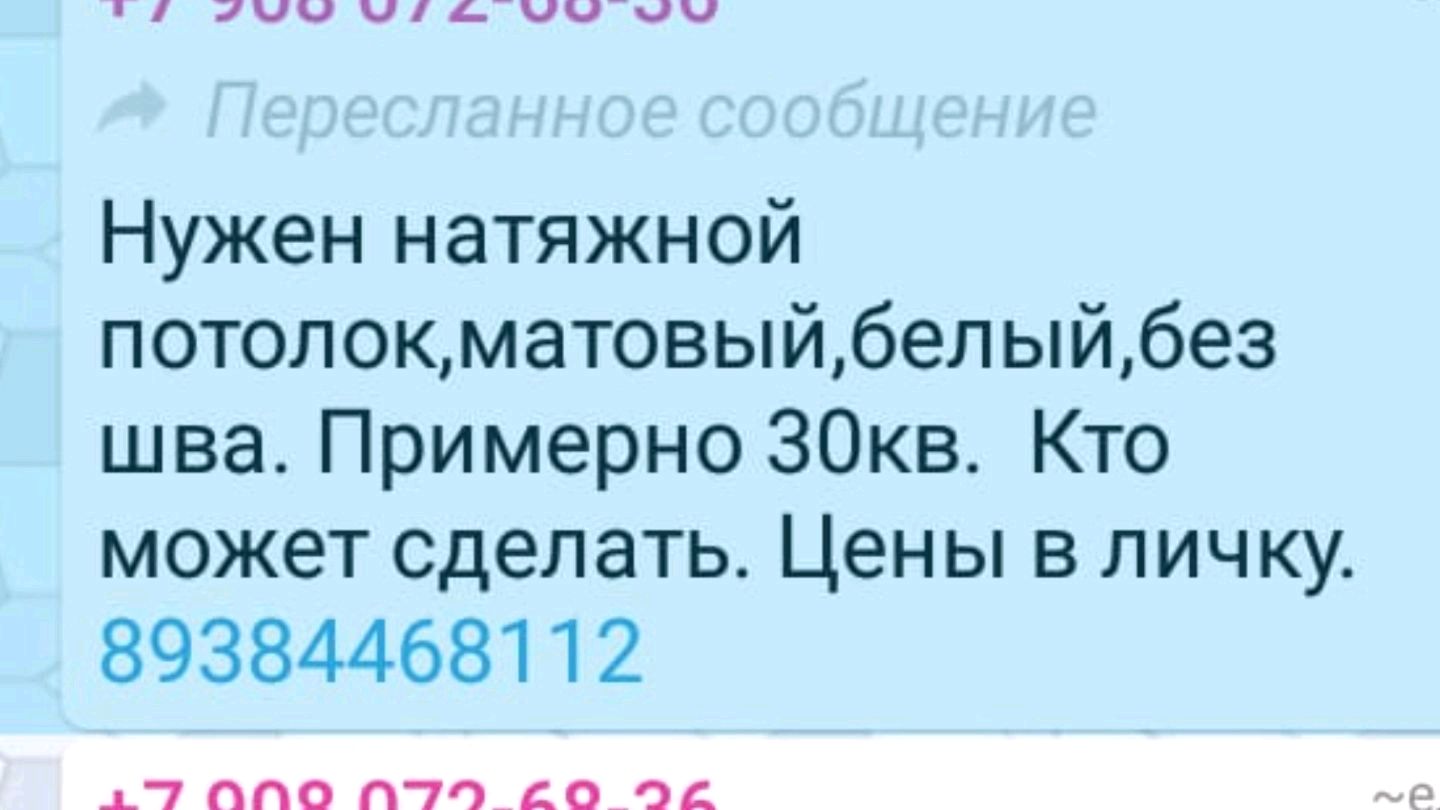 +7 908 072-68-36
Пересланное сообщение
Нужен натяжной
потолок,матовый,белый,без
шва. Примерно 30кв.  Кто
может сделать. Цены в личку.
89384468112
+7 908 072-68-36